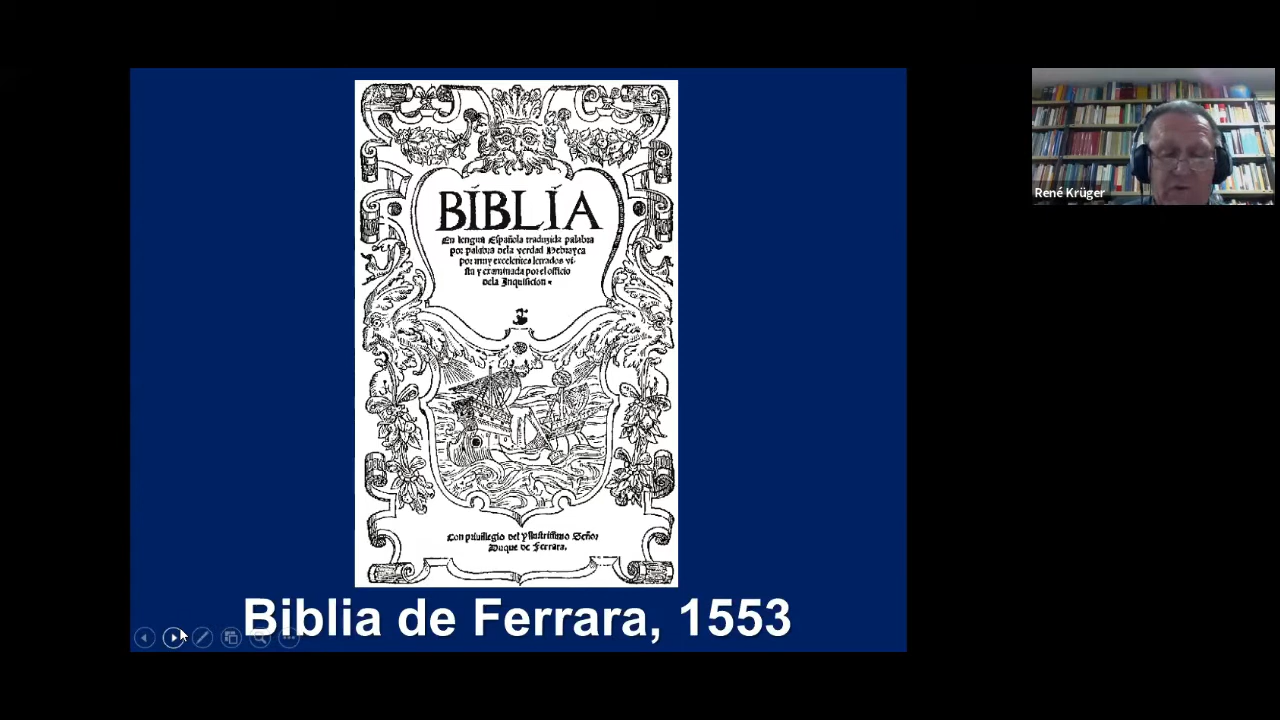 BIBLIA
En lengua Española traduzida palabra
por palabra dela verdad Hebrayca
por muy excelentes letrados vi-
sta y examinada por el officio
dela Inquisicion.
Con priuillegio del Yllustrissimo Señor
Duque de Ferrara.
Biblia de Ferrara, 1553
René Krüger